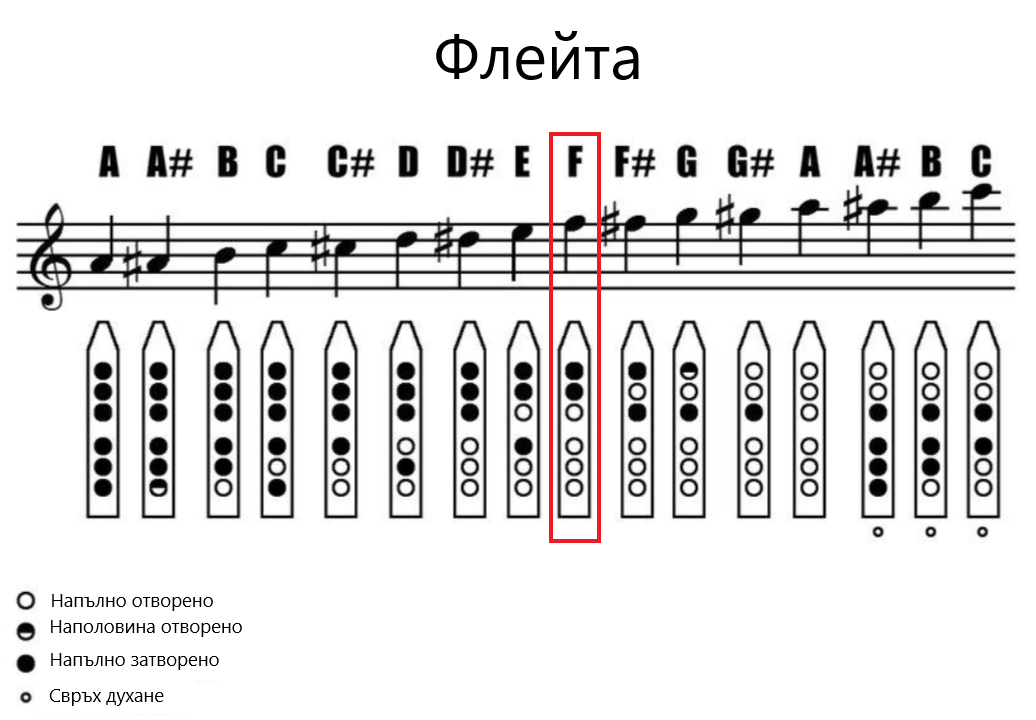 Флейта
A A# B C C# D D# E F F# G G# A A# B C
Напълно отворено
Наполовина отворено
Напълно затворено
Свръх духане